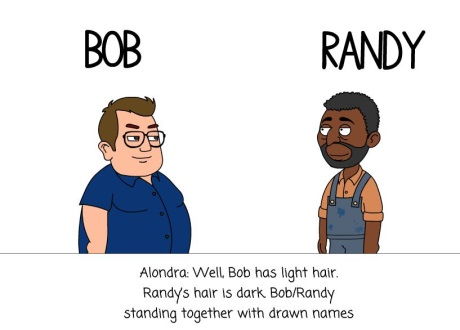 BOB
RANDY
Alondra: Well, Bob has light hair.
Randy's hair is dark. Bob/Randy
standing together with drawn names